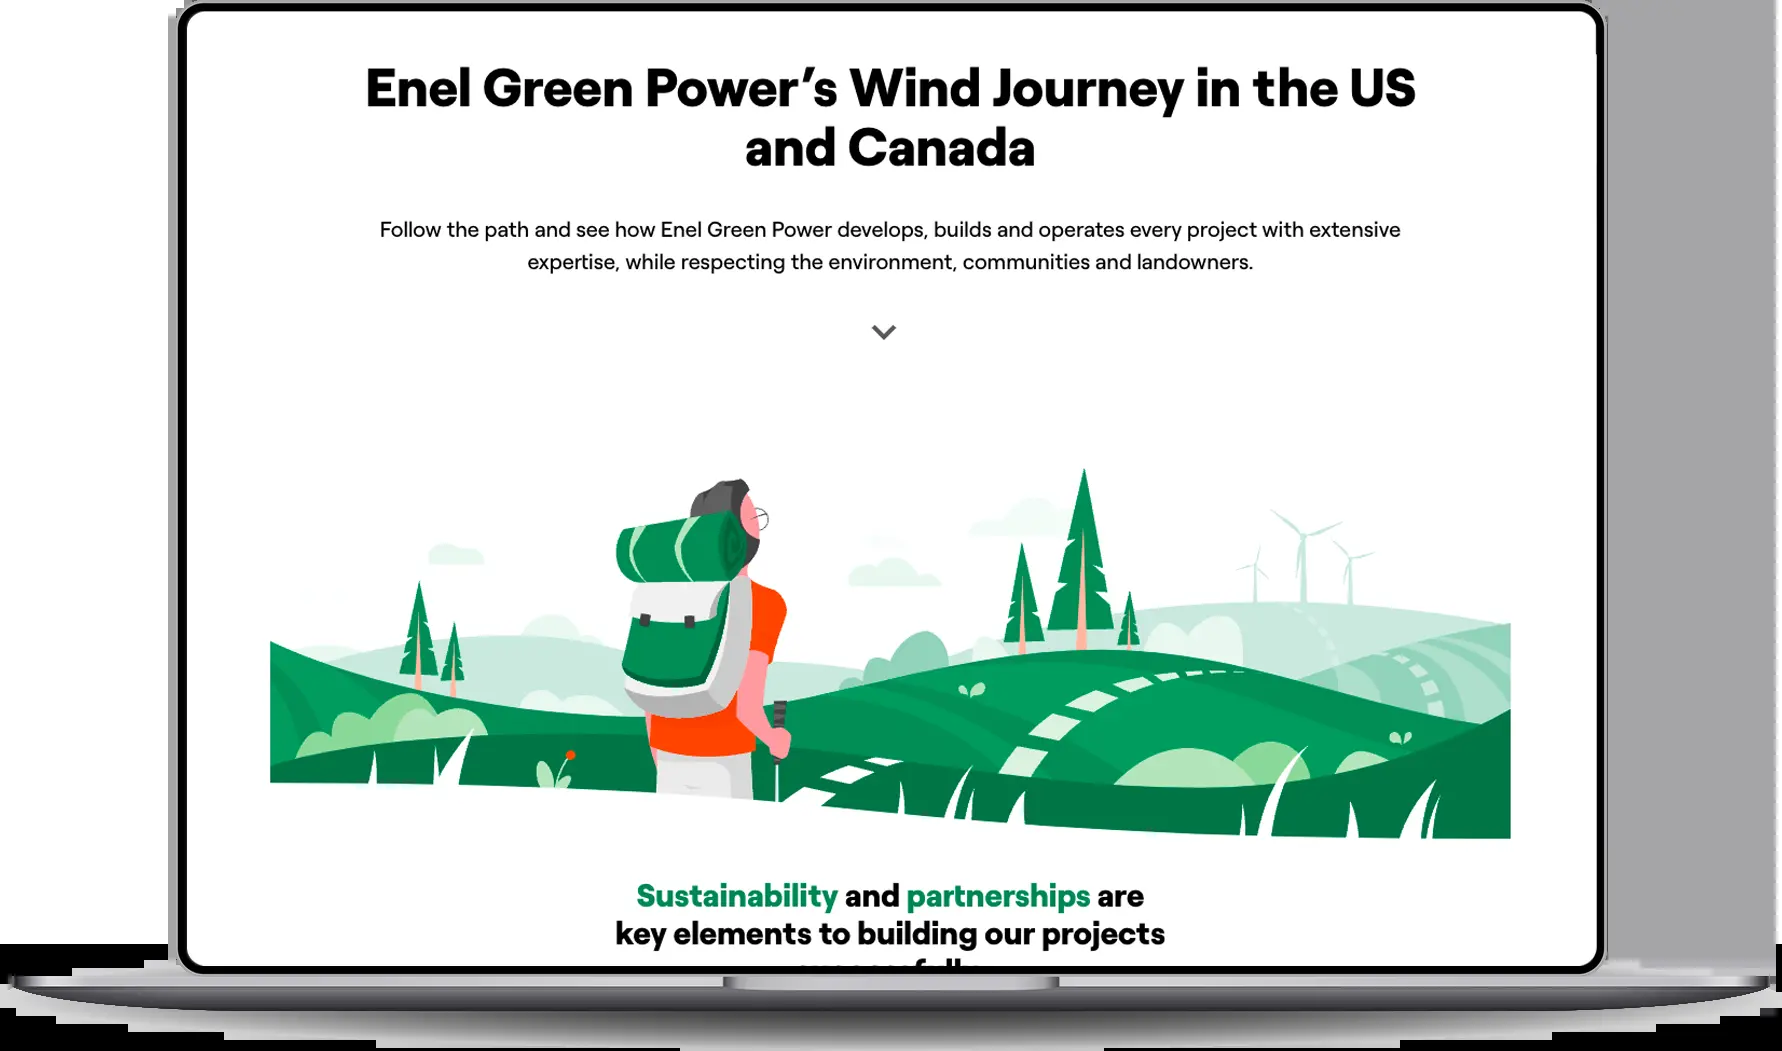 Enel Green Power’s Wind Journey in the US
and Canada
Follow the path and see how Enel Green Power develops, builds and operates every project with extensive
expertise, while respecting the environment, communities and landowners.
Sustainability and partnerships are
key elements to building our projects